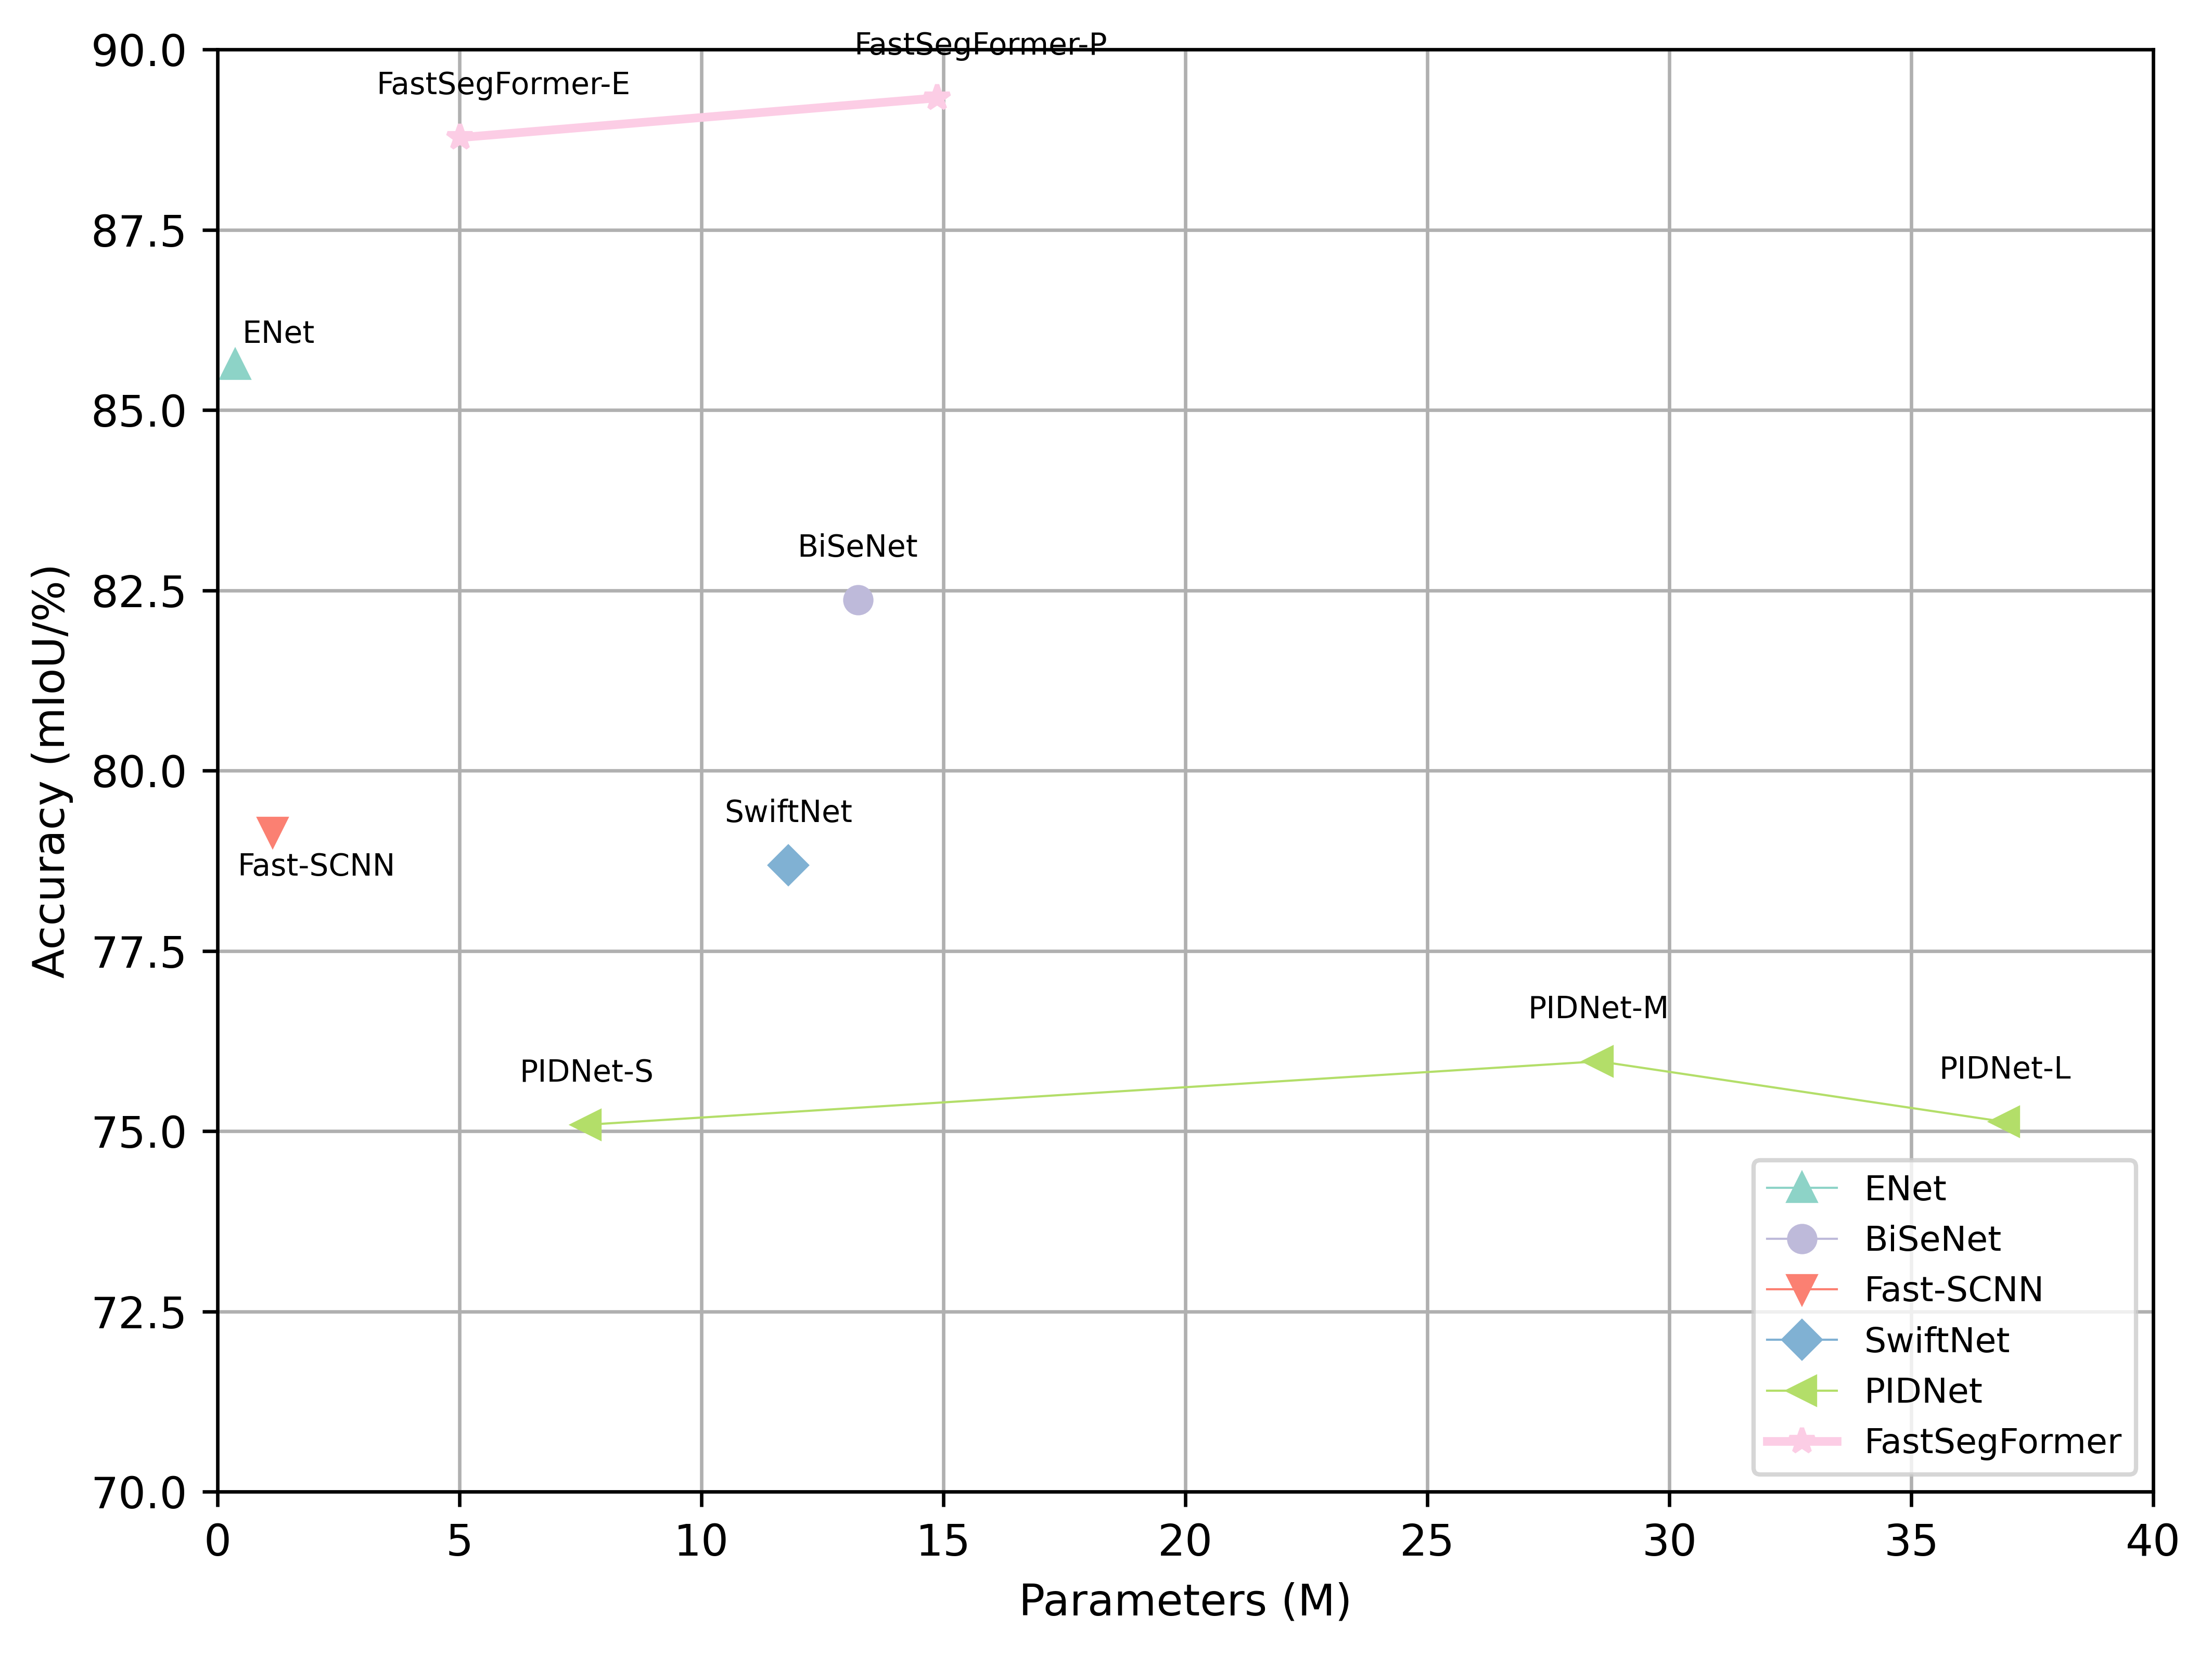 FastSegFormer-P
90.0
FastSegFormer-E
87.5
ENet
85.0
BiSeNet
82.5
80.0
SwiftNet
Fast-SCNN
77.5
PIDNet-M
PIDNet-S
PIDNet-L
75.0
72.5
70.0
Accuracy (mIoU/%)
ENet
BiSeNet
Fast-SCNN
SwiftNet
PIDNet
FastSegFormer
0 5 10 15 20 25 30 35 40
Parameters (M)